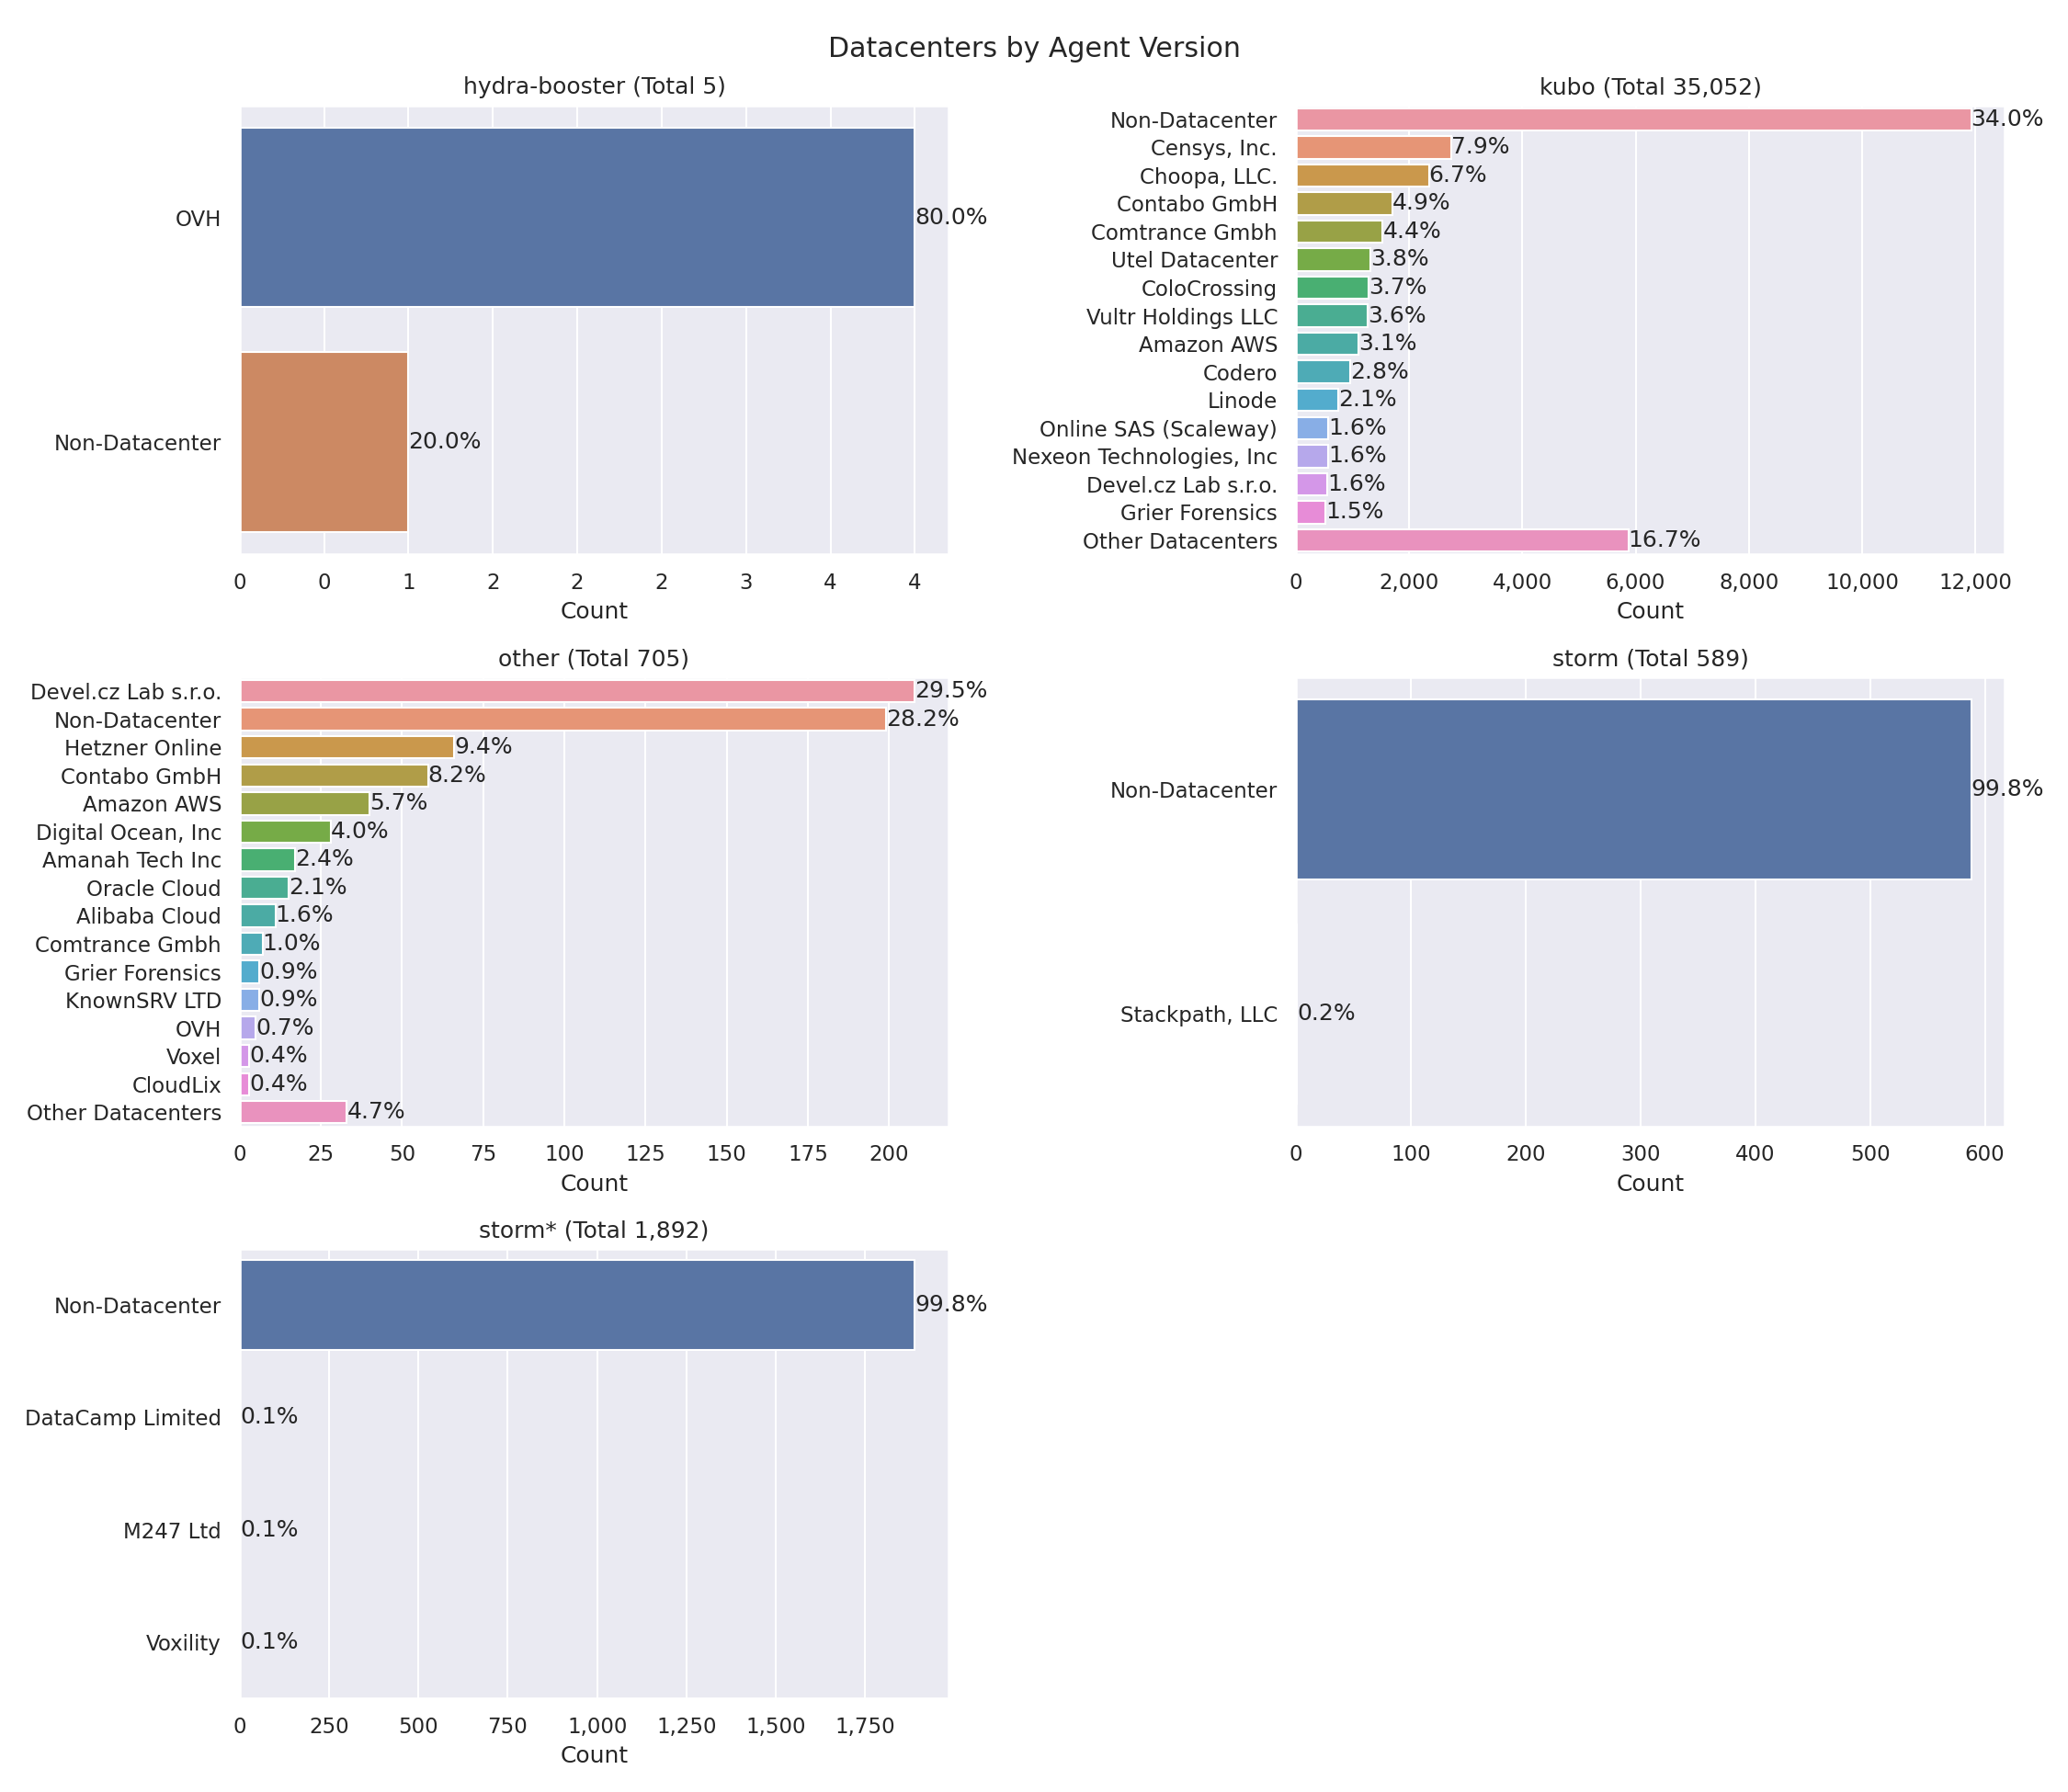 Datacenters by Agent Version
hydra-booster (Total 5)
OVH
80.0%
Non-Datacenter
20.0%
0 0 1 2 2 2 3 4 4
Count
kubo (Total 35,052)
Non-Datacenter 34.0%
Censys, Inc. 7.9%
Choopa, LLC. 6.7%
Contabo GmbH 4.9%
Comtrance Gmbh 4.4%
Utel Datacenter 3.8%
ColoCrossing 3.7%
Vultr Holdings LLC 3.6%
Amazon AWS 3.1%
Codero 2.8%
Linode 2.1%
Online SAS (Scaleway) 1.6%
Nexeon Technologies, Inc 1.6%
Devel.cz Lab s.r.o. 1.6%
Grier Forensics 1.5%
Other Datacenters 16.7%
0 2,000 4,000 6,000 8,000 10,000 12,000
Count
other (Total 705)
Devel.cz Lab s.r.o. 29.5%
Non-Datacenter 28.2%
Hetzner Online 9.4%
Contabo GmbH 8.2%
Amazon AWS 5.7%
Digital Ocean, Inc 4.0%
Amanah Tech Inc 2.4%
Oracle Cloud 2.1%
Alibaba Cloud 1.6%
Comtrance Gmbh 1.0%
Grier Forensics 0.9%
KnownSRV LTD 0.9%
OVH 0.7%
Voxel 0.4%
CloudLix 0.4%
Other Datacenters 4.7%
0 25 50 75 100 125 150 175 200
Count
storm (Total 589)
Non-Datacenter 99.8%
Stackpath, LLC 0.2%
0 100 200 300 400 500 600
Count
storm* (Total 1,892)
Non-Datacenter 99.8%
DataCamp Limited 0.1%
M247 Ltd 0.1%
Voxility 0.1%
0 250 500 750 1,000 1,250 1,500 1,750
Count